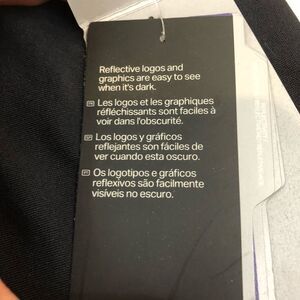 Reflective logos and
graphics are easy to see
when it's dark.
Les logos et les graphiques
réfléchissants sont faciles à
voir dans l'obscurité.
Los logos y gráficos
reflejantes son fáciles de
ver cuando esta oscuro.
Os logotipos e gráficos
reflexivos são facilmente
visíveis no escuro.